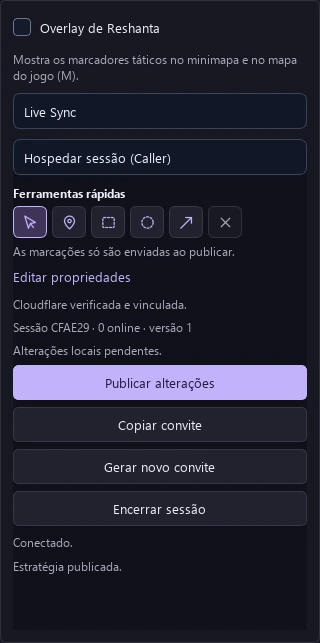 Overlay de Reshanta
Mostra os marcadores táticos no minimapa e no mapa
do jogo (M).
Live Sync
Hospedar sessão (Caller)
Ferramentas rápidas
As marcações só são enviadas ao publicar.
Editar propriedades
Cloudflare verificada e vinculada.
Sessão CFAE29 · 0 online · versão 1
Alterações locais pendentes.
Publicar alterações
Copiar convite
Gerar novo convite
Encerrar sessão
Conectado.
Estratégia publicada.